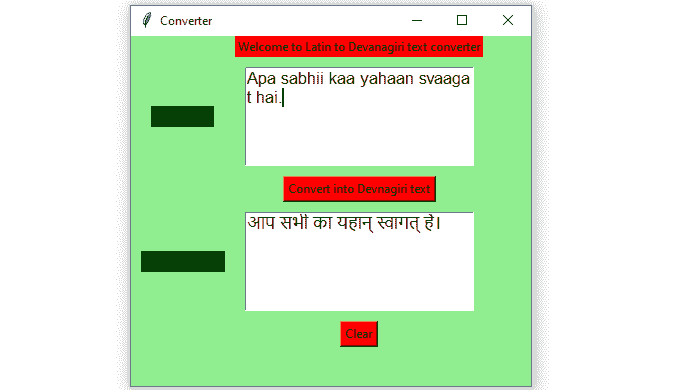 Converter
Welcome to Latin to Devanagiri text converter
Apa sabhii kaa yahaan svaaga
t hai.
Convert into Devnagiri text
आप सभी का यहान् स्वागत् हे।
Clear